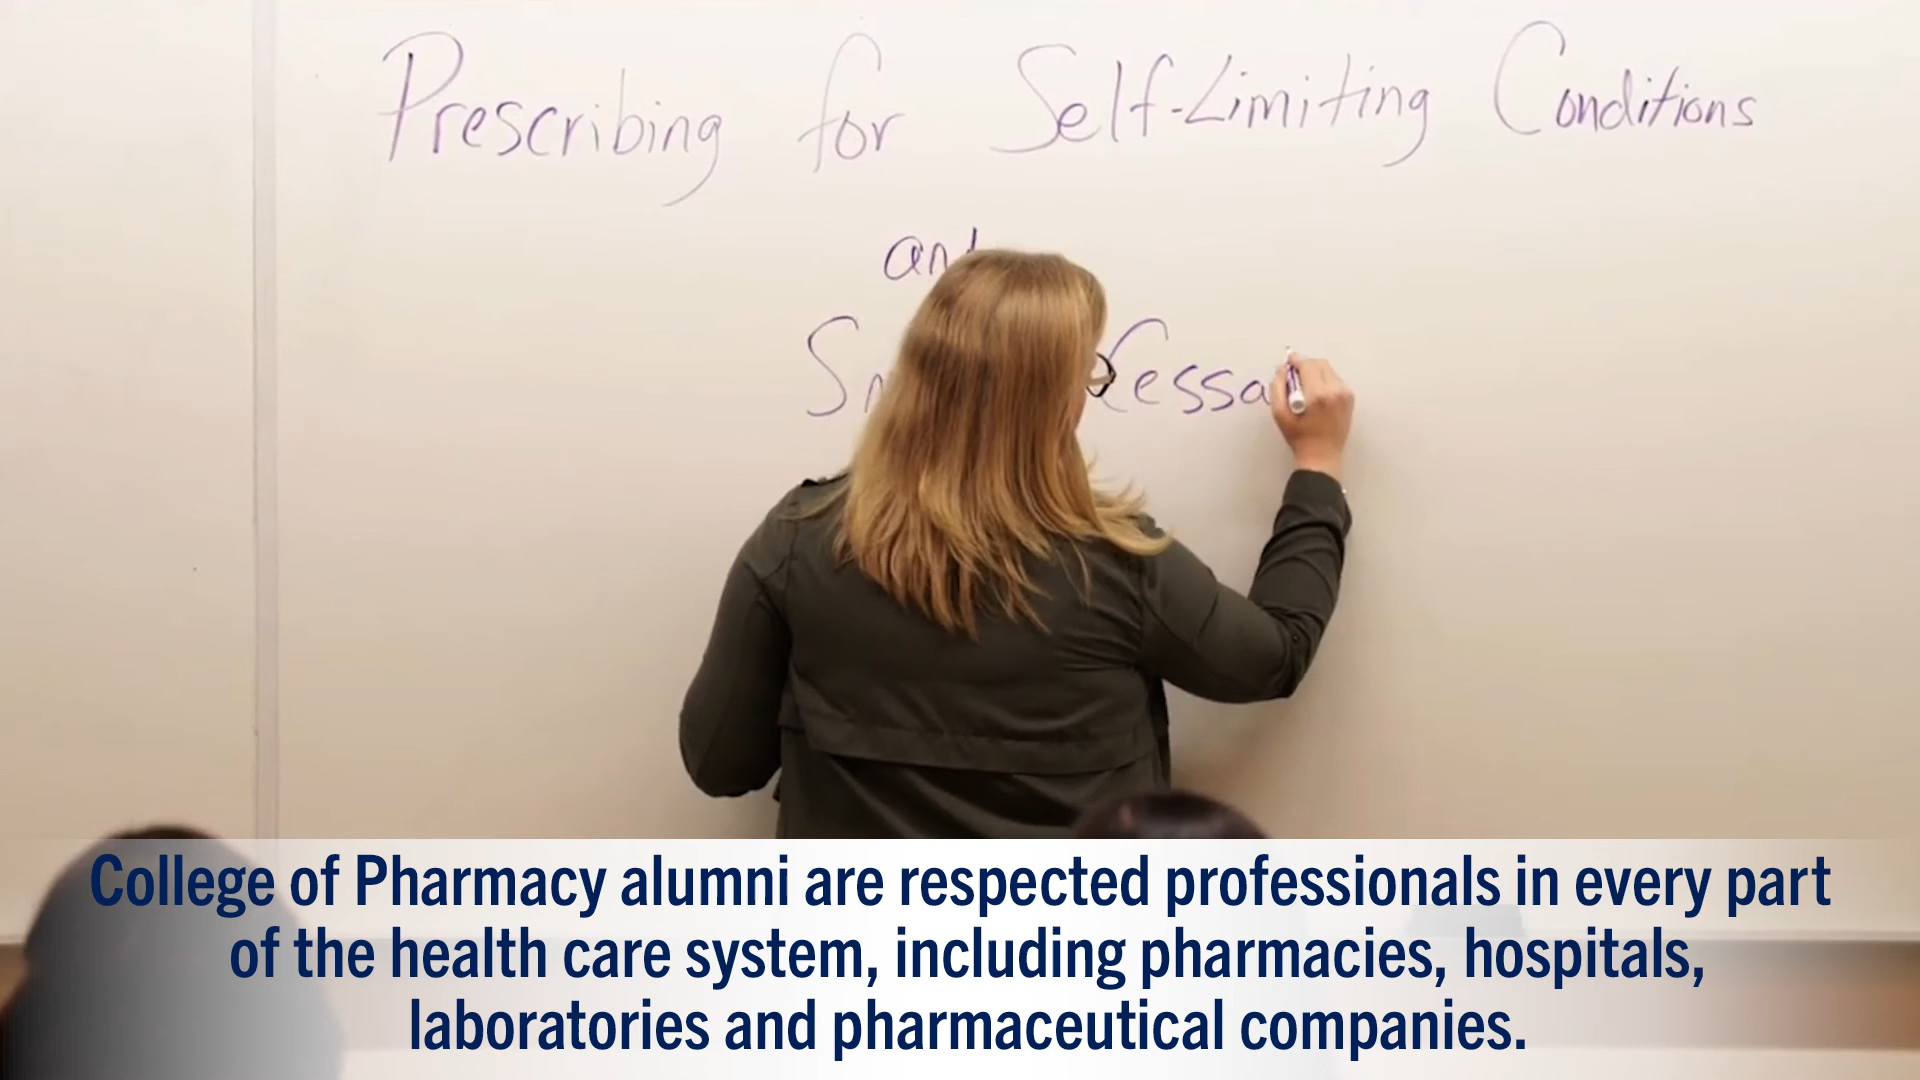 Prescribing for Self-Limiting Conditions
College of Pharmacy alumni are respected professionals in every part
of the health care system, including pharmacies, hospitals,
laboratories and pharmaceutical companies.